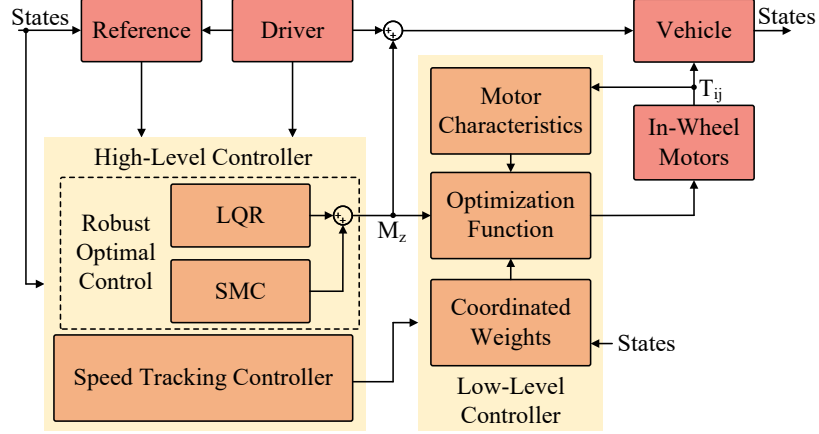 States
Reference
Driver
++
Vehicle
States
Motor
Characteristics
T_ij
In-Wheel
Motors
High-Level Controller
Robust
Optimal
Control
LQR
++
SMC
M_z
Optimization
Function
Coordinated
Weights
States
Speed Tracking Controller
Low-Level
Controller